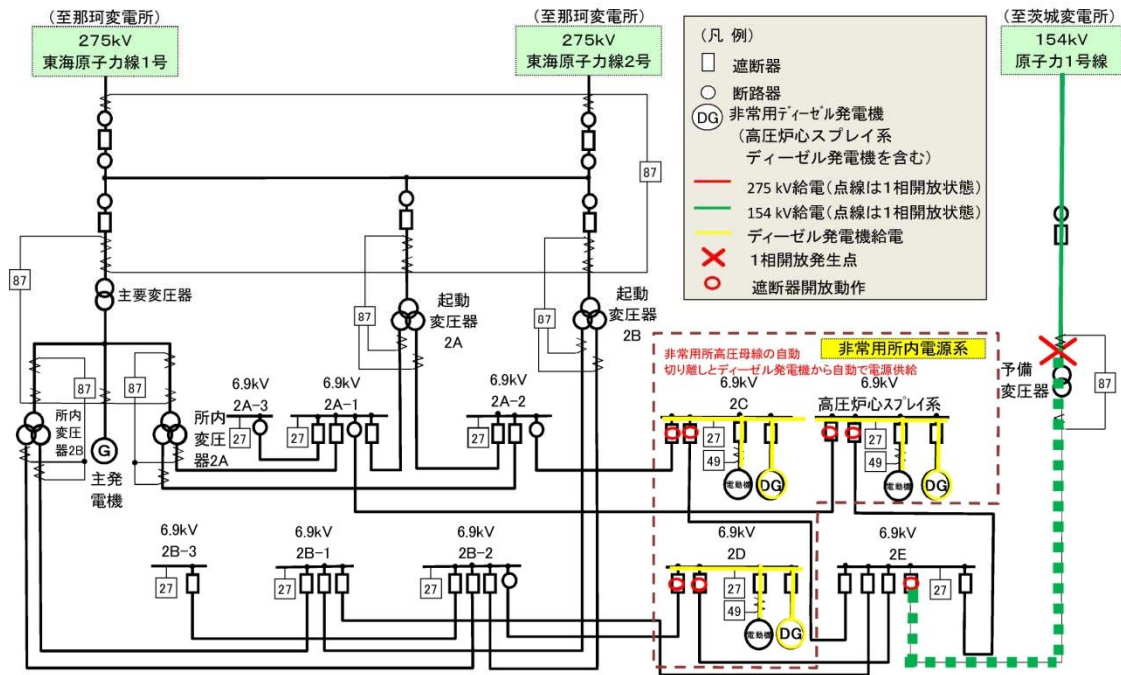 (至那珂変電所)
275kV
東海原子力線1号
(至那珂変電所)
275kV
東海原子力線2号
(至茨城変電所)
154kV
原子力1号線
(凡 例)
遮断器
断路器
DG
非常用ディーゼル発電機
(高圧炉心スプレイ系
ディーゼル発電機を含む)
275 kV給電(点線は1相開放状態)
154 kV給電(点線は1相開放状態)
ディーゼル発電機給電
1相開放発生点
遮断器開放動作
87
87
87
87
主要変圧器
起動
変圧器
2A
起動
変圧器
2B
87
87
所内
変圧
器2B
G
主発
電機
所内
変圧
器2A
予備
変圧器
87
非常用所高圧母線の自動
切り離しとディーゼル発電機から自動で電源供給
非常用所内電源系
6.9kV
2A-3
27
6.9kV
2A-1
27
6.9kV
2A-2
6.9kV
2C
27
49
電動機
DG
6.9kV
高圧炉心スプレイ系
27
49
電動機
DG
6.9kV
2B-3
27
6.9kV
2B-1
27
6.9kV
2B-2
6.9kV
2D
27
49
電動機
DG
6.9kV
2E
27